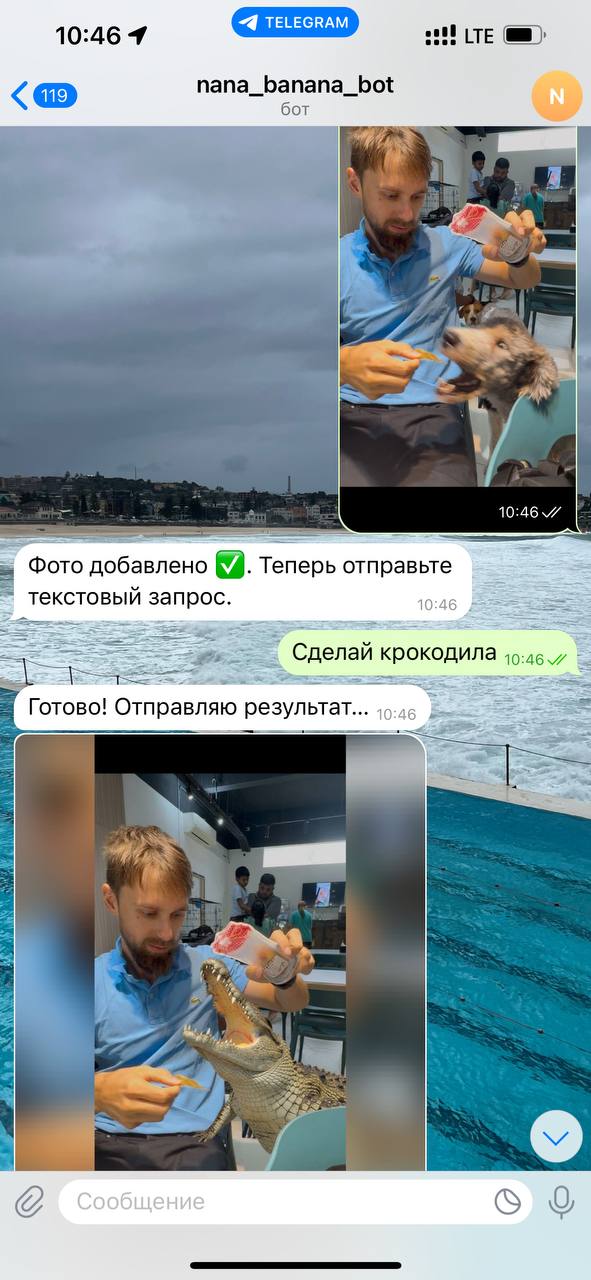 10:46
TELEGRAM
LTE
119
nana_banana_bot
бот
N
10:46
Фото добавлено ✅. Теперь отправьте
текстовый запрос.
10:46
Сделай крокодила 10:46
Готово! Отправляю результат... 10:46
Сообщение